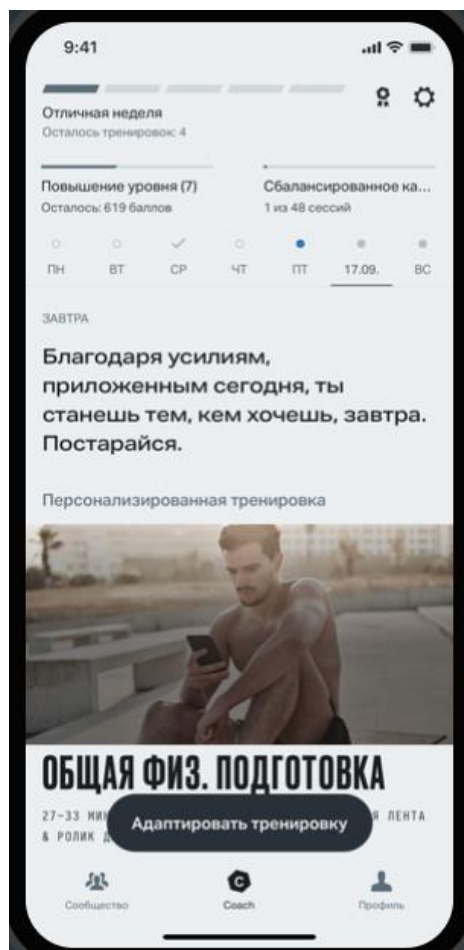 9:41
Отличная неделя
Осталось тренировок: 4
Повышение уровня (7)
Сбалансированное ка...
Осталось: 619 баллов
1 из 48 сессий
ПН ВТ СР ЧТ ПТ 17.09. ВС
ЗАВТРА
Благодаря усилиям,
приложенным сегодня, ты
станешь тем, кем хочешь, завтра.
Постарайся.
Персонализированная тренировка
ОБЩАЯ ФИЗ. ПОДГОТОВКА
27-33 ЛЕНТА
& РОЛИК
Адаптировать тренировку
Сообщество
Coach
Профиль